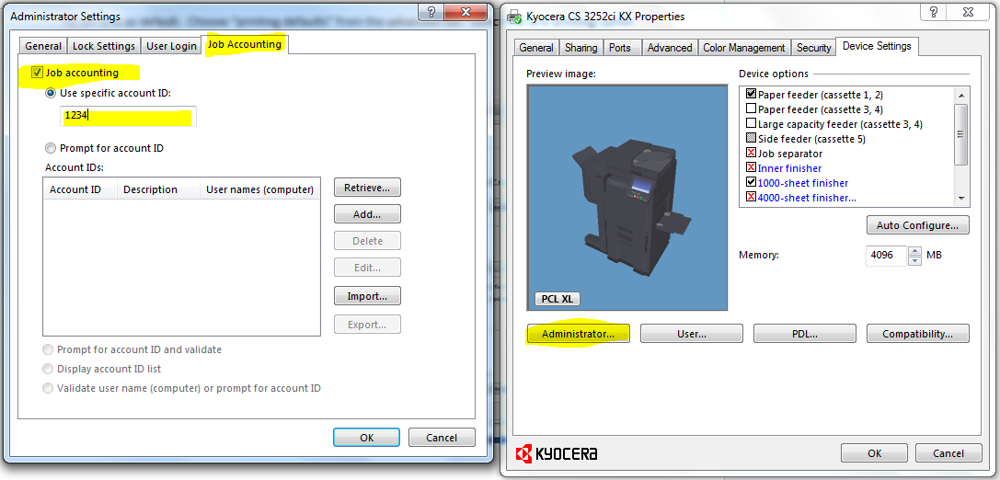 as default. Choose "printing defaults" from the advanced
Administrator Settings
General Lock Settings User Login Job Accounting
Job accounting
Use specific account ID:
1234
Prompt for account ID
Account IDs:
Account ID Description User names (computer)
Retrieve...
Add...
Delete
Edit...
Import...
Export...
Prompt for account ID and validate
Display account ID list
Validate user name (computer) or prompt for account ID
OK Cancel
Kyocera CS 3252ci KX Properties
General Sharing Ports Advanced Color Management Security Device Settings
Preview image:
PCL XL
Device options
Paper feeder (cassette 1, 2)
Paper feeder (cassette 3, 4)
Large capacity feeder (cassette 3, 4)
Side feeder (cassette 5)
Job separator
Inner finisher
1000-sheet finisher
4000-sheet finisher...
Auto Configure...
Memory: 4096 MB
Administrator... User... PDL... Compatibility...
KYOCERA
OK Cancel